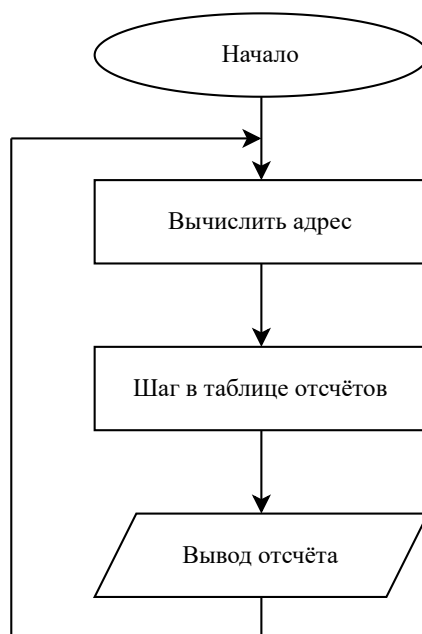 Начало
Вычислить адрес
Шаг в таблице отсчётов
Вывод отсчёта